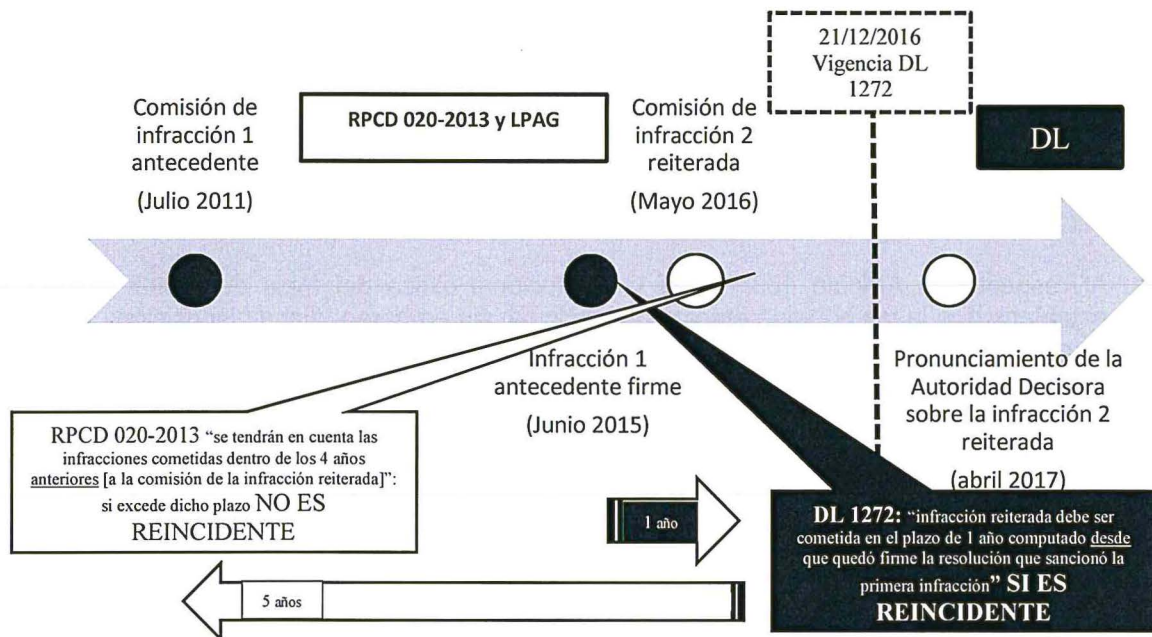 21/12/2016
Vigencia DL
1272
Comisión de
infracción 1
antecedente
(Julio 2011)
RPCD 020-2013 y LPAG
Comisión de
infracción 2
reiterada
(Mayo 2016)
DL
Infracción 1
antecedente firme
(Junio 2015)
Pronunciamiento de la
Autoridad Decisora
sobre la infracción 2
reiterada
(abril 2017)
RPCD 020-2013 “se tendrán en cuenta las
infracciones cometidas dentro de los 4 años
anteriores [a la comisión de la infracción reiterada]”:
si excede dicho plazo NO ES
REINCIDENTE
1 año
DL 1272: “infracción reiterada debe ser
cometida en el plazo de 1 año computado desde
que quedó firme la resolución que sancionó la
primera infracción” SI ES
REINCIDENTE
5 años